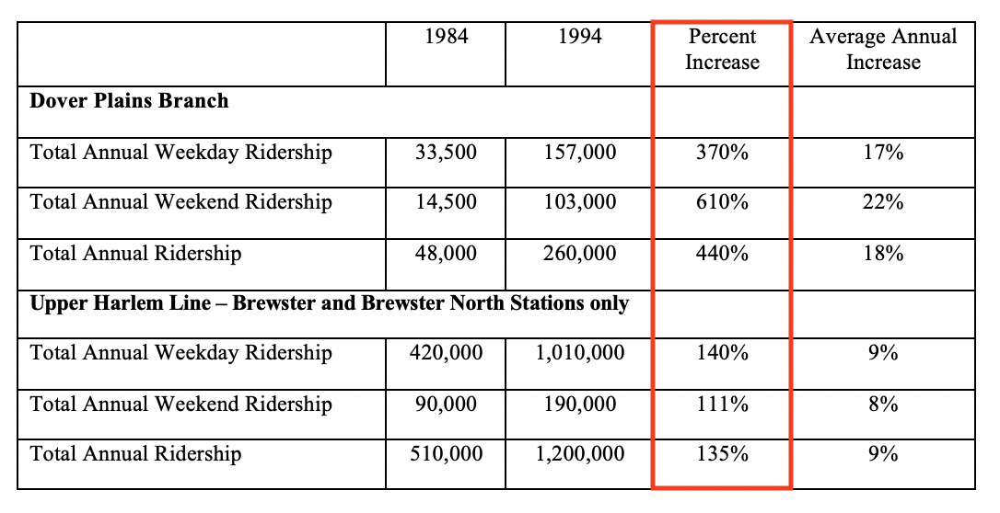 1984 1994 Percent Increase Average Annual Increase
Dover Plains Branch
Total Annual Weekday Ridership 33,500 157,000 370% 17%
Total Annual Weekend Ridership 14,500 103,000 610% 22%
Total Annual Ridership 48,000 260,000 440% 18%
Upper Harlem Line – Brewster and Brewster North Stations only
Total Annual Weekday Ridership 420,000 1,010,000 140% 9%
Total Annual Weekend Ridership 90,000 190,000 111% 8%
Total Annual Ridership 510,000 1,200,000 135% 9%